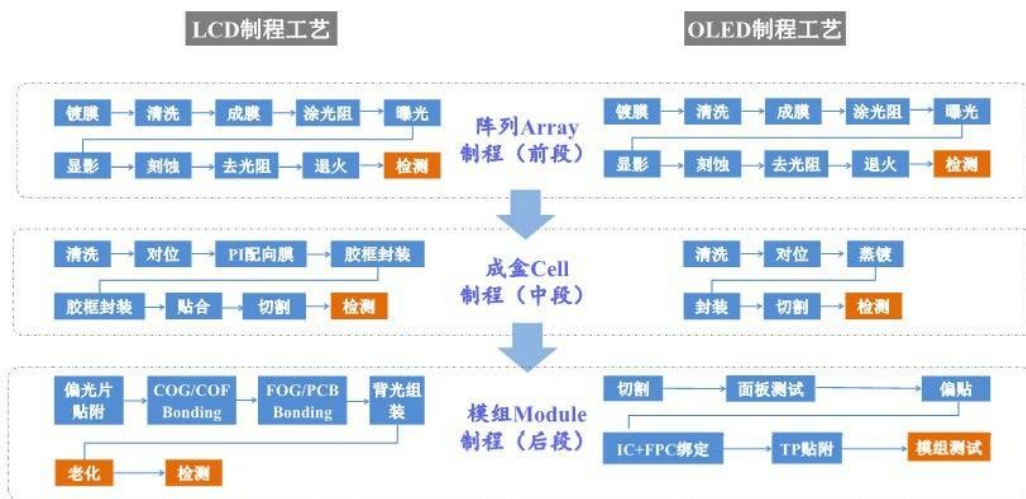 LCD制程工艺
OLED制程工艺
镀膜 清洗 成膜 涂光阻 曝光
显影 刻蚀 去光阻 退火 检测
阵列Array
制程（前段）
镀膜 清洗 成膜 涂光阻 曝光
显影 刻蚀 去光阻 退火 检测
清洗 对位 PI配向膜 胶框封装
胶框封装 贴合 切割 检测
成盒Cell
制程（中段）
清洗 对位 蒸镀
封装 切割 检测
偏光片
贴附
COG/COF
Bonding
FOG/PCB
Bonding
背光组
装
老化 检测
模组Module
制程（后段）
切割 面板测试 偏贴
IC+FPC绑定 TP贴附 模组测试